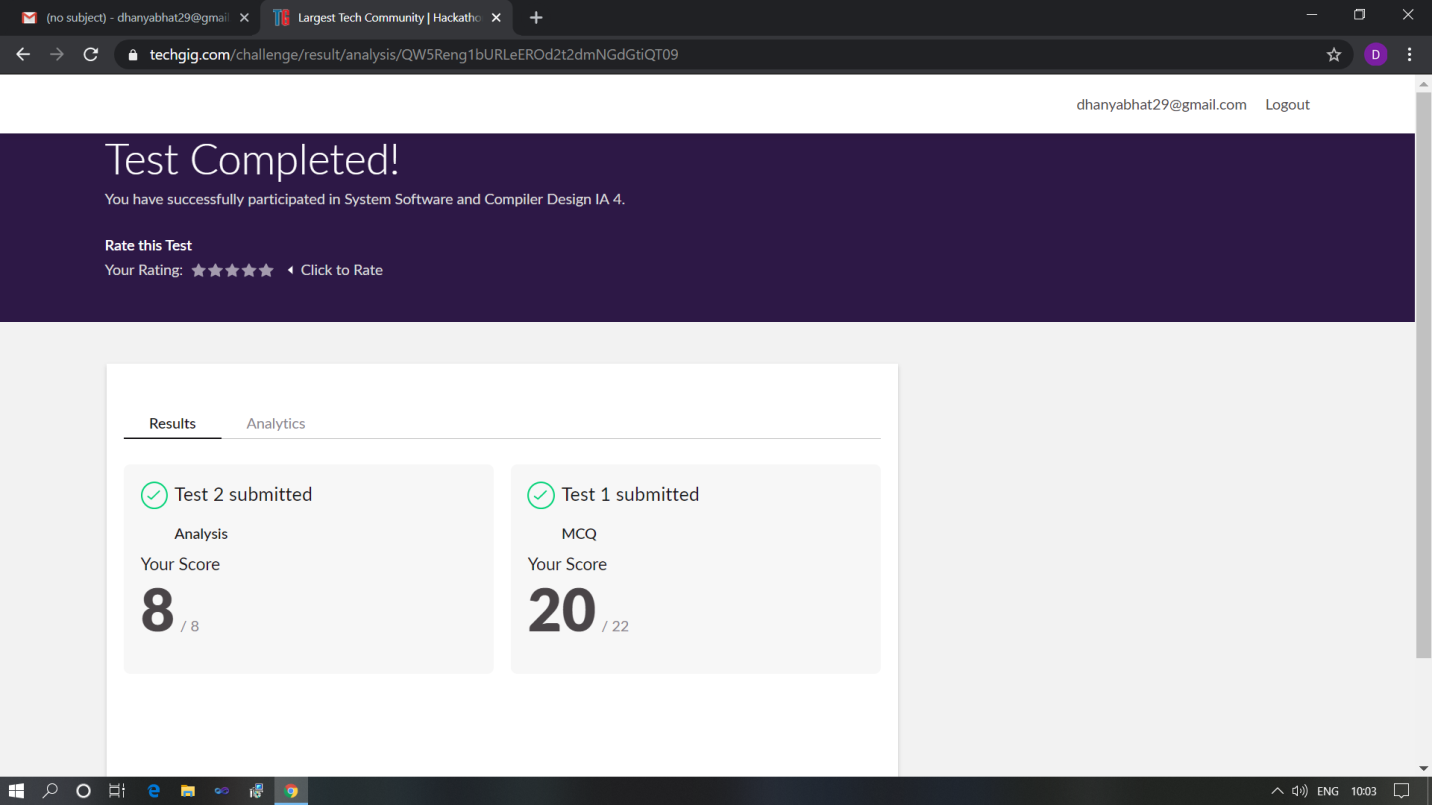 (no subject) - dhanyabhat29@gmail
Largest Tech Community | Hackatho
techgig.com/challenge/result/analysis/QW5Reng1bURLeEROd2t2dmNGdGtiQT09
D
dhanyabhat29@gmail.com Logout
Test Completed!
You have successfully participated in System Software and Compiler Design IA 4.
Rate this Test
Your Rating: Click to Rate
Results Analytics
Test 2 submitted
Analysis
Your Score
8 / 8
Test 1 submitted
MCQ
Your Score
20 / 22
ENG 10:03